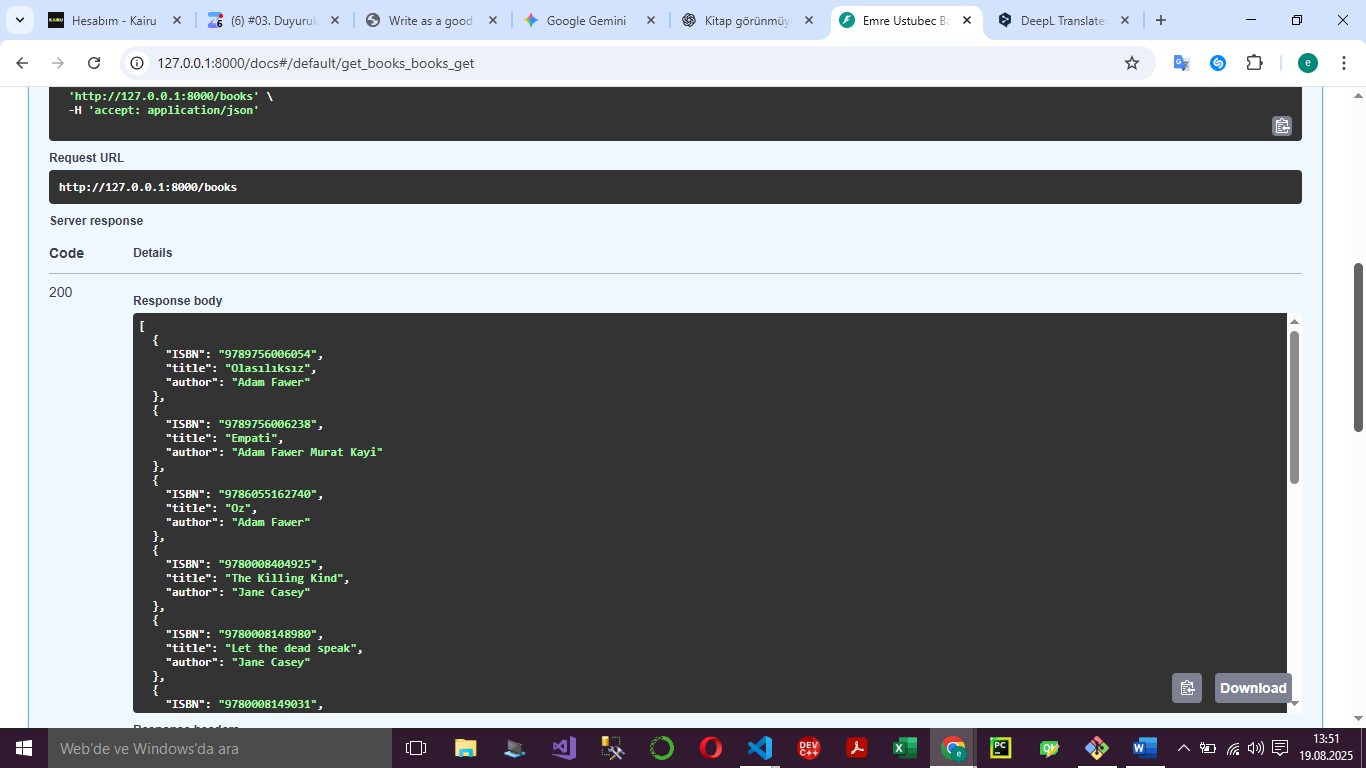 Hesabım - Kairu
(6) #03. Duyurul
Write as a good
Google Gemini
Kitap görünmüyo
Emre Ustubec Ba
DeepL Translate:
127.0.0.1:8000/docs#/default/get_books_books_get
e
'http://127.0.0.1:8000/books' \
-H 'accept: application/json'
Request URL
http://127.0.0.1:8000/books
Server response
Code Details
200
Response body
[
{
"ISBN": "9789756006054",
"title": "Olasılıksız",
"author": "Adam Fawer"
},
{
"ISBN": "9789756006238",
"title": "Empati",
"author": "Adam Fawer Murat Kayi"
},
{
"ISBN": "9786055162740",
"title": "Oz",
"author": "Adam Fawer"
},
{
"ISBN": "9780008404925",
"title": "The Killing Kind",
"author": "Jane Casey"
},
{
"ISBN": "9780008148980",
"title": "Let the dead speak",
"author": "Jane Casey"
},
{
"ISBN": "9780008149031",
Download
Response headers
Web'de ve Windows'da ara
DEV C++
PC
13:51
19.08.2025